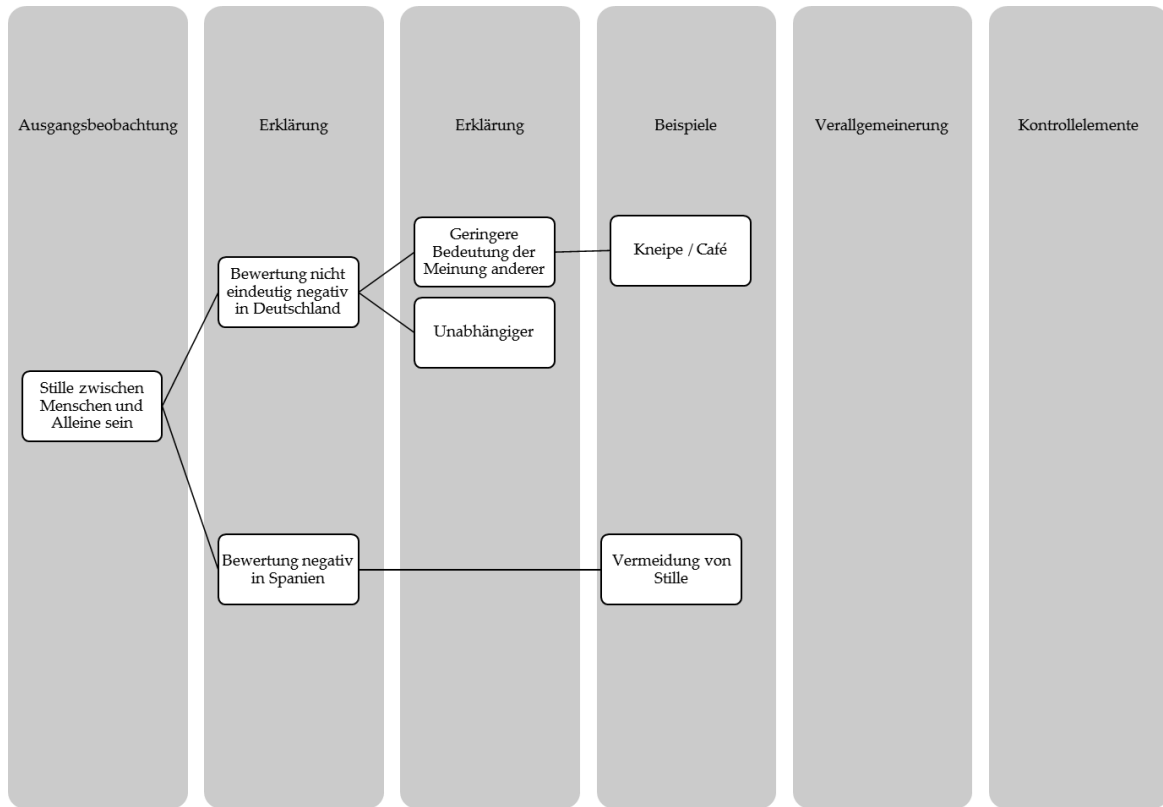 Ausgangsbeobachtung
Erklärung
Erklärung
Beispiele
Verallgemeinerung
Kontrollelemente
Stille zwischen
Menschen und
Alleine sein
Bewertung nicht
eindeutig negativ
in Deutschland
Geringere
Bedeutung der
Meinung anderer
Kneipe / Café
Unabhängiger
Bewertung negativ
in Spanien
Vermeidung von
Stille